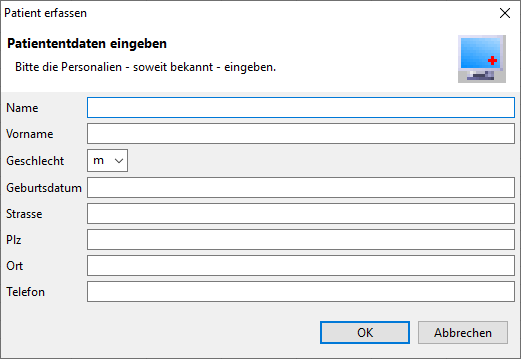 Patient erfassen
Patiententdaten eingeben
Bitte die Personalien - soweit bekannt - eingeben.
Name
Vorname
Geschlecht m
Geburtsdatum
Strasse
Plz
Ort
Telefon
OK Abbrechen